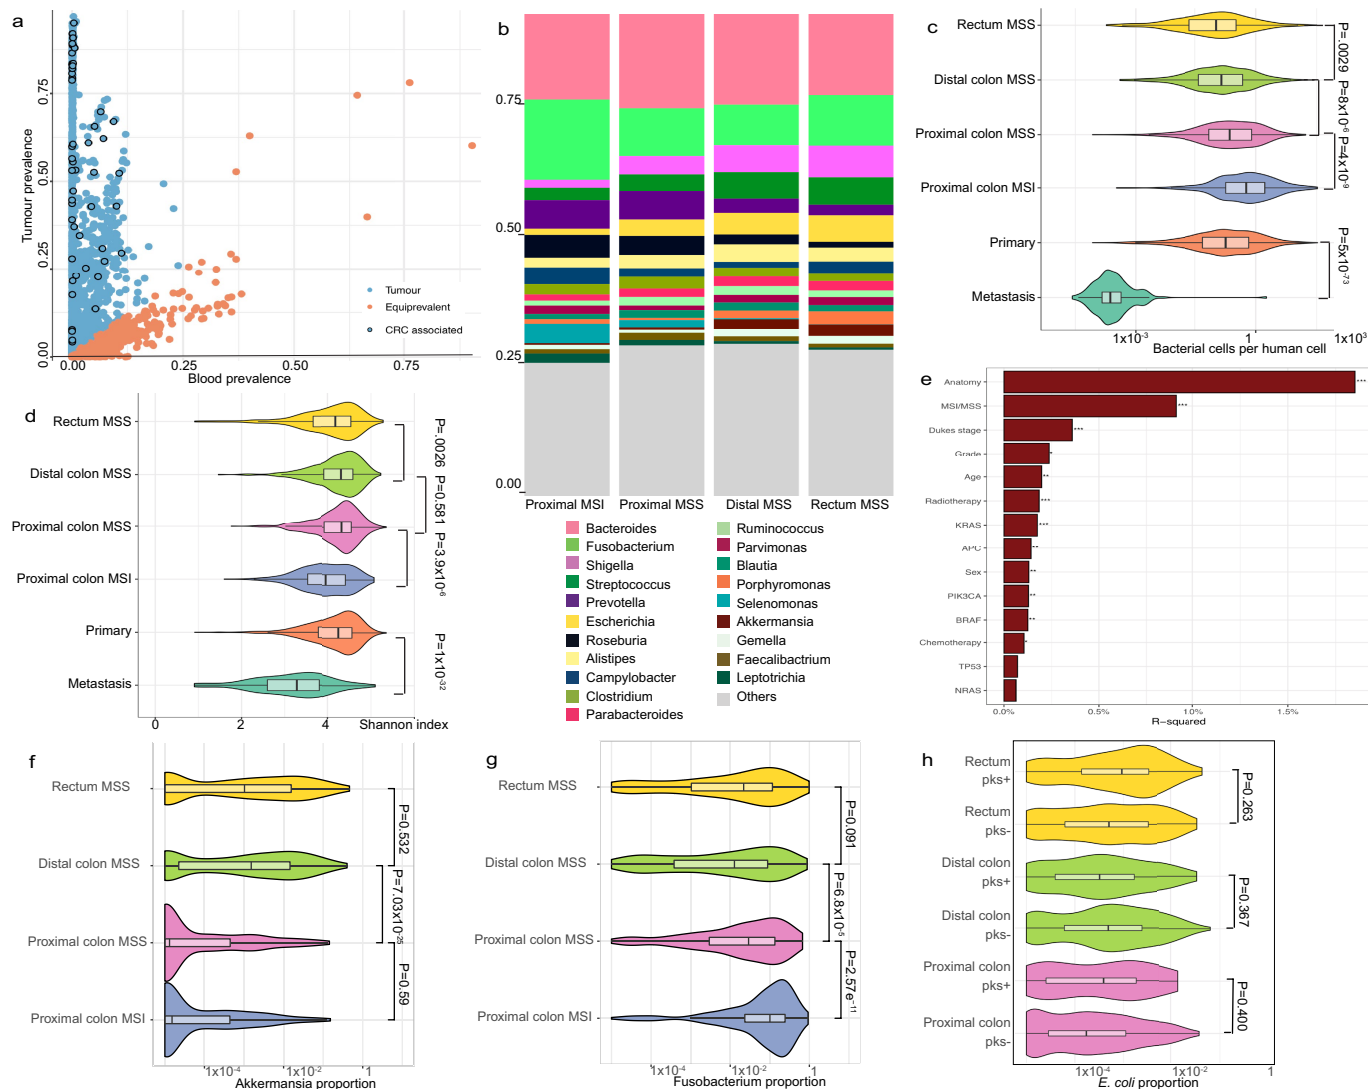 a
Tumour prevalence
0.75
0.50
0.25
0.00
0.00
0.25
0.50
0.75
Blood prevalence
Tumour
Equiprevalent
CRC associated
b
0.75
0.50
0.25
0.00
Proximal MSI
Proximal MSS
Distal MSS
Rectum MSS
Bacteroides
Fusobacterium
Shigella
Streptococcus
Prevotella
Escherichia
Roseburia
Alistipes
Campylobacter
Clostridium
Parabacteroides
Ruminococcus
Parvimonas
Blautia
Porphyromonas
Selenomonas
Akkermansia
Gemella
Faecalibactrium
Leptotrichia
Others
c
Rectum MSS
Distal colon MSS
Proximal colon MSS
Proximal colon MSI
Primary
Metastasis
P=.0029
P=8x10⁻⁶
P=4x10⁻⁹
P=5x10⁻⁷³
1x10⁻³
1
1x10³
Bacterial cells per human cell
d
Rectum MSS
Distal colon MSS
Proximal colon MSS
Proximal colon MSI
Primary
Metastasis
P=.0026
P=0.581
P=3.9x10⁻⁶
P=1x10⁻³²
0
2
4
Shannon index
e
Anatomy
MSI/MSS
Dukes stage
Grade
Age
Radiotherapy
KRAS
APC
Sex
PIK3CA
BRAF
Chemotherapy
TP53
NRAS
***
***
***
*
**
***
***
**
**
**
**
*
0.0%
0.5%
1.0%
1.5%
R-squared
f
Rectum MSS
Distal colon MSS
Proximal colon MSS
Proximal colon MSI
P=0.532
P=7.03x10⁻²⁵
P=0.59
1x10⁻⁴
1x10⁻²
1
Akkermansia proportion
g
Rectum MSS
Distal colon MSS
Proximal colon MSS
Proximal colon MSI
P=0.091
P=6.8x10⁻⁵
P=2.57e⁻¹¹
1x10⁻⁴
1x10⁻²
1
Fusobacterium proportion
h
Rectum
pks+
Rectum
pks-
Distal colon
pks+
Distal colon
pks-
Proximal colon
pks+
Proximal colon
pks-
P=0.263
P=0.367
P=0.400
1x10⁻⁴
1x10⁻²
1
E. coli proportion